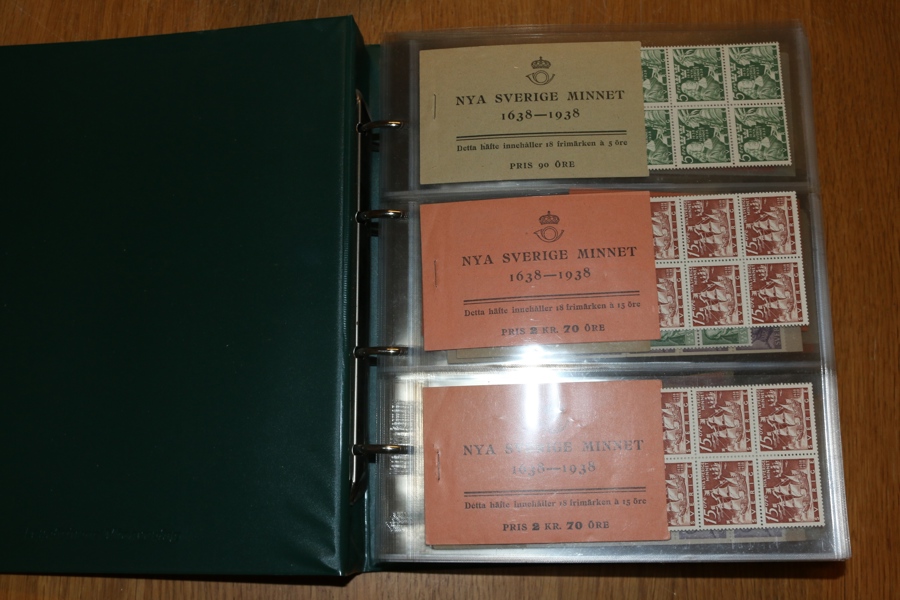 NYA SVERIGE MINNET
1638—1938
Detta häfte innehåller 18 frimärken à 5 öre
PRIS 90 ÖRE
NYA SVERIGE MINNET
1638—1938
Detta häfte innehåller 18 frimärken à 15 öre
PRIS 2 KR. 70 ÖRE
NYA SVERIGE MINNET
1638—1938
Detta häfte innehåller 18 frimärken à 15 öre
PRIS 2 KR. 70 ÖRE